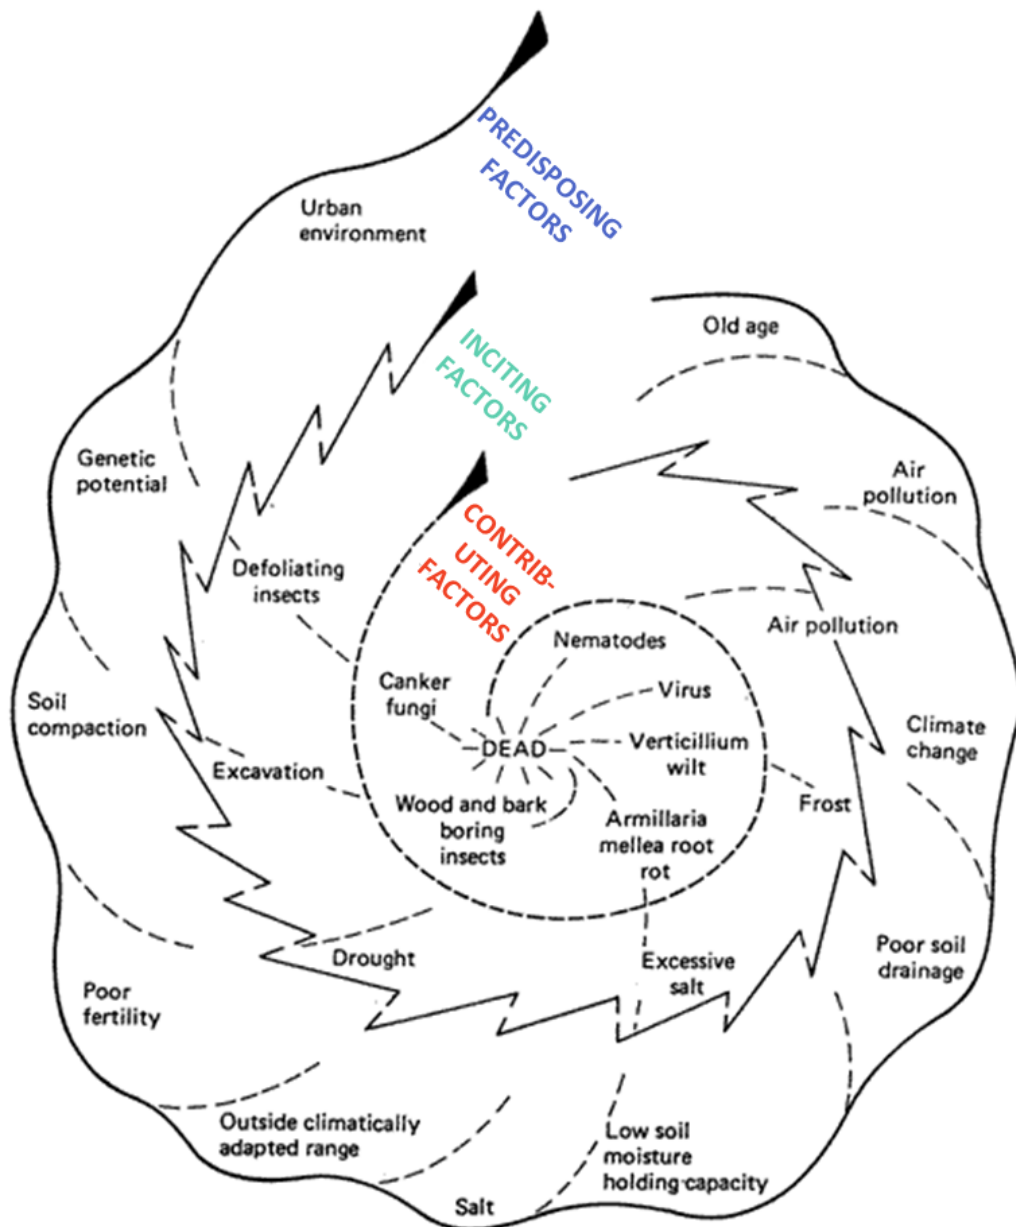 PREDISPOSING
FACTORS
Urban
environment
INCITING
FACTORS
Old age
Genetic
potential
Air
pollution
CONTRIB-
UTING
FACTORS
Defoliating
insects
Nematodes
Air pollution
Canker
fungi
Virus
Soil
compaction
DEAD
Verticillium
wilt
Climate
change
Excavation
Wood and bark
boring
insects
Armillaria
mellea root
rot
Frost
Drought
Excessive
salt
Poor soil
drainage
Poor
fertility
Outside climatically
adapted range
Low soil
moisture
holding-capacity
Salt